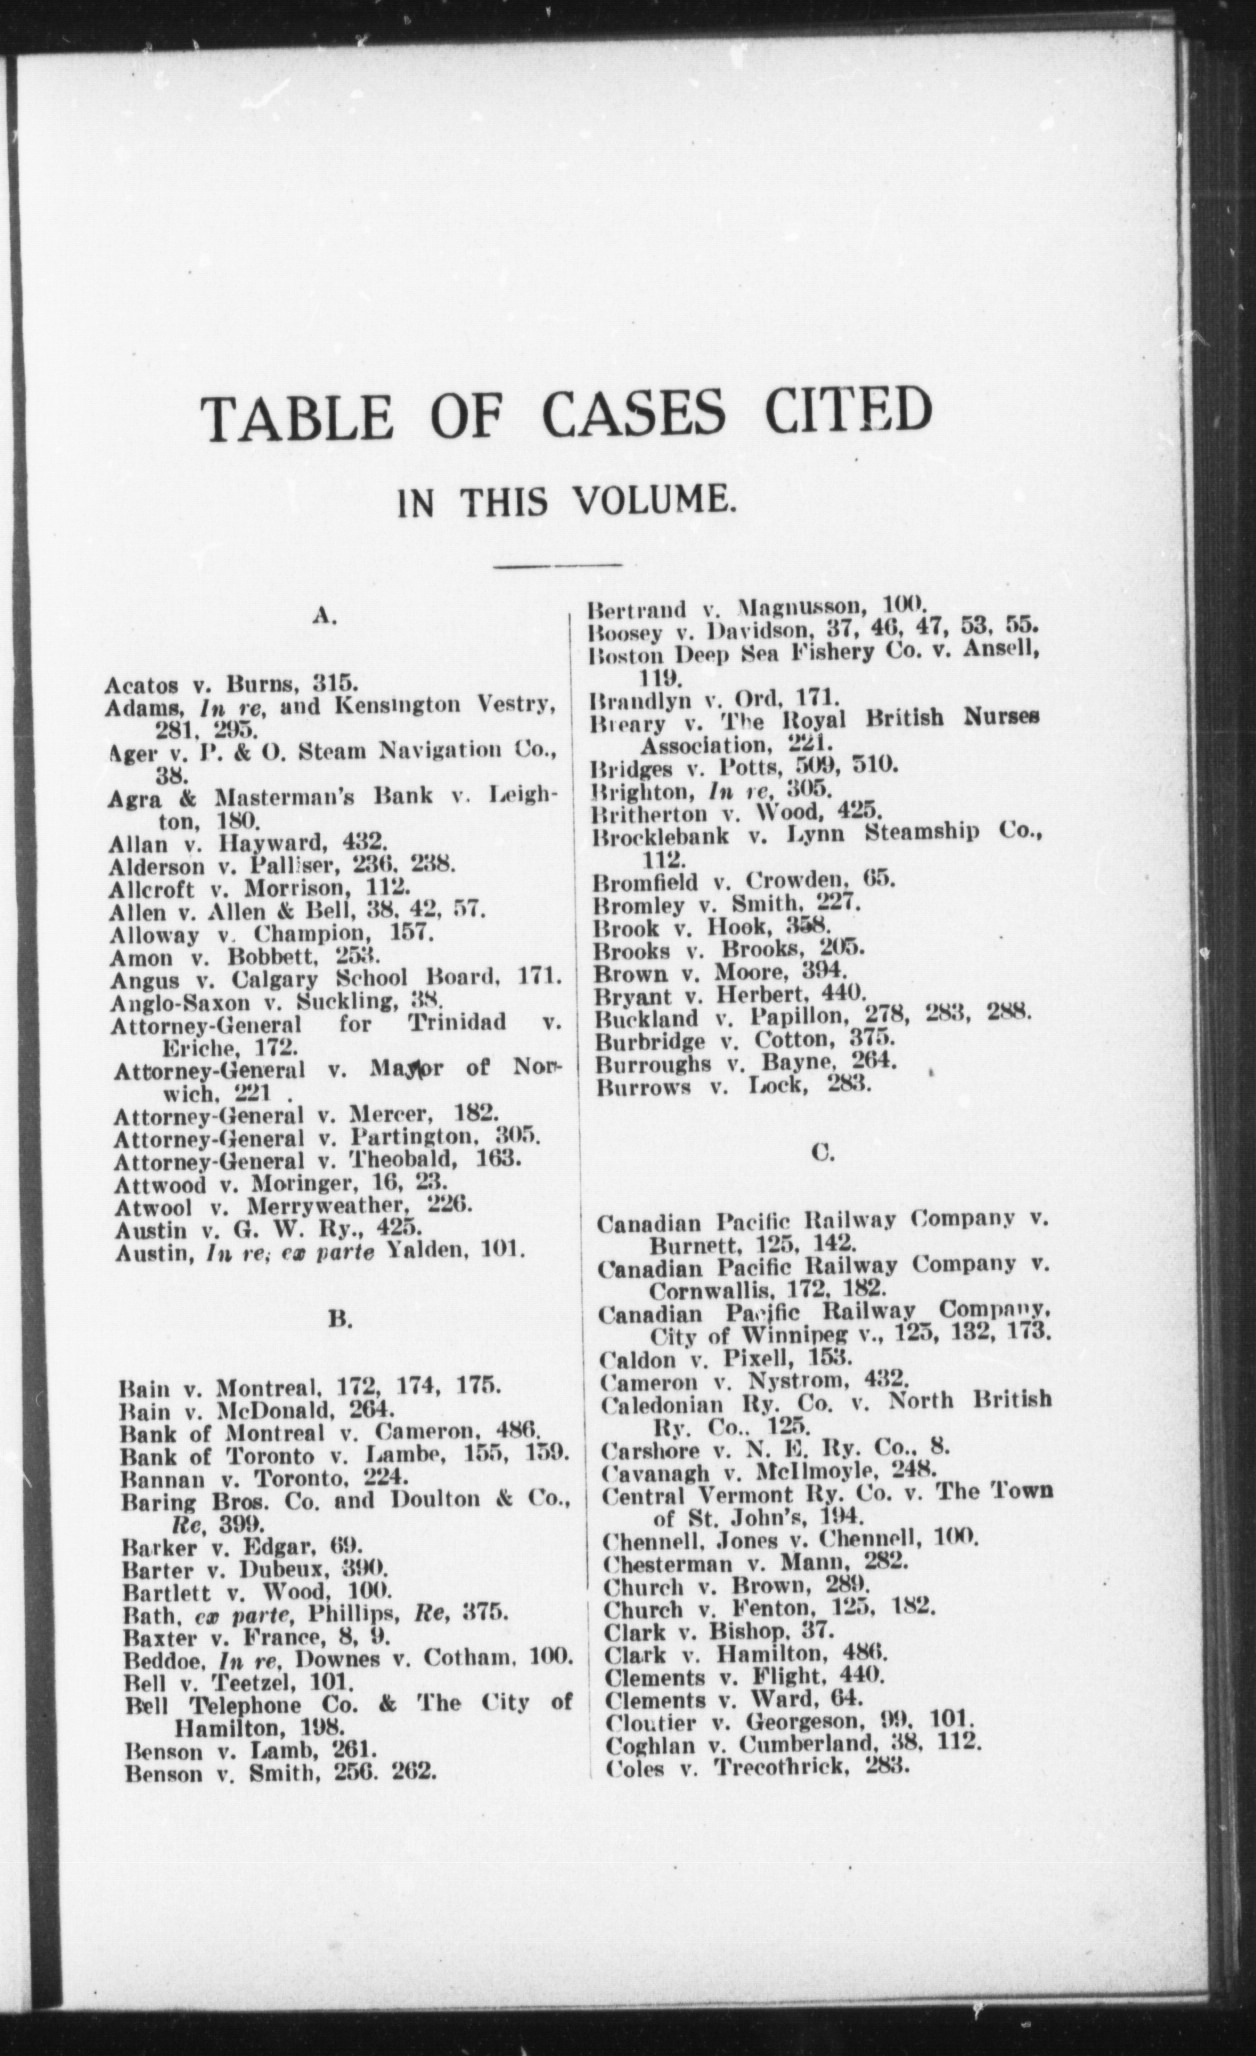 TABLE OF CASES CITED
IN THIS VOLUME.
A.
Acatos v. Burns, 315.
Adams, In re, and Kensington Vestry,
281, 295.
Ager v. P. & O. Steam Navigation Co.,
38.
Agra & Masterman's Bank v. Leigh-
ton, 180.
Allan v. Hayward, 432.
Alderson v. Palliser, 236, 238.
Allcroft v. Morrison, 112.
Allen v. Allen & Bell, 38, 42, 57.
Alloway v. Champion, 157.
Amon v. Bobbett, 253.
Angus v. Calgary School Board, 171.
Anglo-Saxon v. Suckling, 38.
Attorney-General for Trinidad v.
Eriche, 172.
Attorney-General v. Mayor of Nor-
wich, 221 .
Attorney-General v. Mercer, 182.
Attorney-General v. Partington, 305.
Attorney-General v. Theobald, 163.
Attwood v. Moringer, 16, 23.
Atwool v. Merryweather, 226.
Austin v. G. W. Ry., 425.
Austin, In re, ex parte Yalden, 101.
B.
Bain v. Montreal, 172, 174, 175.
Bain v. McDonald, 264.
Bank of Montreal v. Cameron, 486.
Bank of Toronto v. Lambe, 155, 159.
Bannan v. Toronto, 224.
Baring Bros. Co. and Doulton & Co.,
Re, 399.
Barker v. Edgar, 69.
Barter v. Dubeux, 390.
Bartlett v. Wood, 100.
Bath, ex parte, Phillips, Re, 375.
Baxter v. France, 8, 9.
Beddoe, In re, Downes v. Cotham, 100.
Bell v. Teetzel, 101.
Bell Telephone Co. & The City of
Hamilton, 198.
Benson v. Lamb, 261.
Benson v. Smith, 256. 262.
Bertrand v. Magnusson, 100.
Boosey v. Davidson, 37, 46, 47, 53, 55.
Boston Deep Sea Fishery Co. v. Ansell,
119.
Brandlyn v. Ord, 171.
Breary v. The Royal British Nurses
Association, 221.
Bridges v. Potts, 509, 510.
Brighton, In re, 305.
Britherton v. Wood, 425.
Brocklebank v. Lynn Steamship Co.,
112.
Bromfield v. Crowden, 65.
Bromley v. Smith, 227.
Brook v. Hook, 358.
Brooks v. Brooks, 205.
Brown v. Moore, 394.
Bryant v. Herbert, 440.
Buckland v. Papillon, 278, 283, 288.
Burbridge v. Cotton, 375.
Burroughs v. Bayne, 264.
Burrows v. Lock, 283.
C.
Canadian Pacific Railway Company v.
Burnett, 125, 142.
Canadian Pacific Railway Company v.
Cornwallis, 172, 182.
Canadian Pacific Railway Company,
City of Winnipeg v., 125, 132, 173.
Caldon v. Pixell, 153.
Cameron v. Nystrom, 432.
Caledonian Ry. Co. v. North British
Ry. Co., 125.
Carshore v. N. E. Ry. Co., 8.
Cavanagh v. McIlmoyle, 248.
Central Vermont Ry. Co. v. The Town
of St. John's, 194.
Chennell, Jones v. Chennell, 100.
Chesterman v. Mann, 282.
Church v. Brown, 289.
Church v. Fenton, 125, 182.
Clark v. Bishop, 37.
Clark v. Hamilton, 486.
Clements v. Flight, 440.
Clements v. Ward, 64.
Cloutier v. Georgeson, 99, 101.
Coghlan v. Cumberland, 38, 112.
Coles v. Trecothrick, 283.